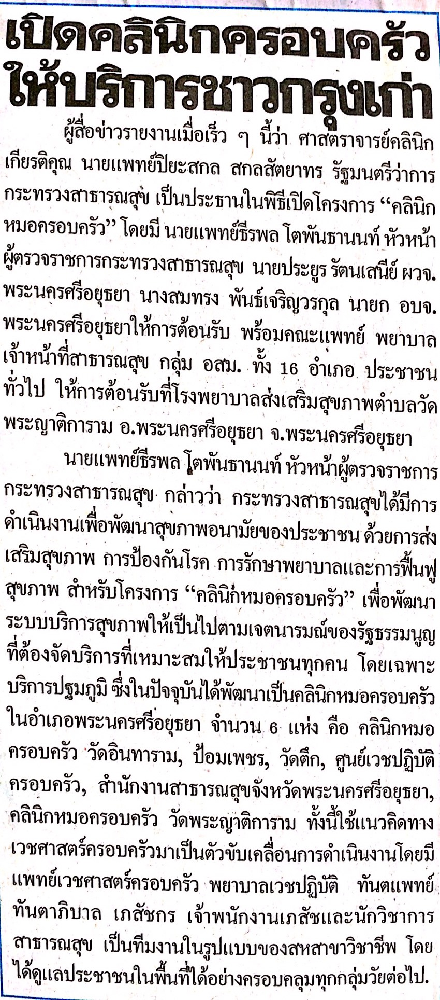 เปิดคลินิกครอบครัว
ให้บริการชาวกรุงเก่า
ผู้สื่อข่าวรายงานเมื่อเร็ว ๆ นี้ว่า ศาสตราจารย์คลินิก
เกียรติคุณ นายแพทย์ปิยะสกล สกลสัตยาทร รัฐมนตรีว่าการ
กระทรวงสาธารณสุข เป็นประธานในพิธีเปิดโครงการ “คลินิก
หมอครอบครัว” โดยมี นายแพทย์ธีรพล โตพันธานนท์ หัวหน้า
ผู้ตรวจราชการกระทรวงสาธารณสุข นายประยูร รัตนเสนีย์ ผวจ.
พระนครศรีอยุธยา นางสมทรง พันธ์เจริญวรกุล นายก อบจ.
พระนครศรีอยุธยาให้การต้อนรับ พร้อมคณะแพทย์ พยาบาล
เจ้าหน้าที่สาธารณสุข กลุ่ม อสม. ทั้ง 16 อำเภอ ประชาชน
ทั่วไป ให้การต้อนรับที่โรงพยาบาลส่งเสริมสุขภาพตำบลวัด
พระญาติการาม อ.พระนครศรีอยุธยา จ.พระนครศรีอยุธยา
นายแพทย์ธีรพล โตพันธานนท์ หัวหน้าผู้ตรวจราชการ
กระทรวงสาธารณสุข กล่าวว่า กระทรวงสาธารณสุขได้มีการ
ดำเนินงานเพื่อพัฒนาสุขภาพอนามัยของประชาชน ด้วยการส่ง
เสริมสุขภาพ การป้องกันโรค การรักษาพยาบาลและการฟื้นฟู
สุขภาพ สำหรับโครงการ “คลินิกหมอครอบครัว” เพื่อพัฒนา
ระบบบริการสุขภาพให้เป็นไปตามเจตนารมณ์ของรัฐธรรมนูญ
ที่ต้องจัดบริการที่เหมาะสมให้ประชาชนทุกคน โดยเฉพาะ
บริการปฐมภูมิ ซึ่งในปัจจุบันได้พัฒนาเป็นคลินิกหมอครอบครัว
ในอำเภอพระนครศรีอยุธยา จำนวน 6 แห่ง คือ คลินิกหมอ
ครอบครัว วัดอินทาราม, ป้อมเพชร, วัดตึก, ศูนย์เวชปฏิบัติ
ครอบครัว, สำนักงานสาธารณสุขจังหวัดพระนครศรีอยุธยา,
คลินิกหมอครอบครัว วัดพระญาติการาม ทั้งนี้ใช้แนวคิดทาง
เวชศาสตร์ครอบครัวมาเป็นตัวขับเคลื่อนการดำเนินงานโดยมี
แพทย์เวชศาสตร์ครอบครัว พยาบาลเวชปฏิบัติ ทันตแพทย์
ทันตาภิบาล เภสัชกร เจ้าพนักงานเภสัชและนักวิชาการ
สาธารณสุข เป็นทีมงานในรูปแบบของสหสาขาวิชาชีพ โดย
ได้ดูแลประชาชนในพื้นที่ได้อย่างครอบคลุมทุกกลุ่มวัยต่อไป.